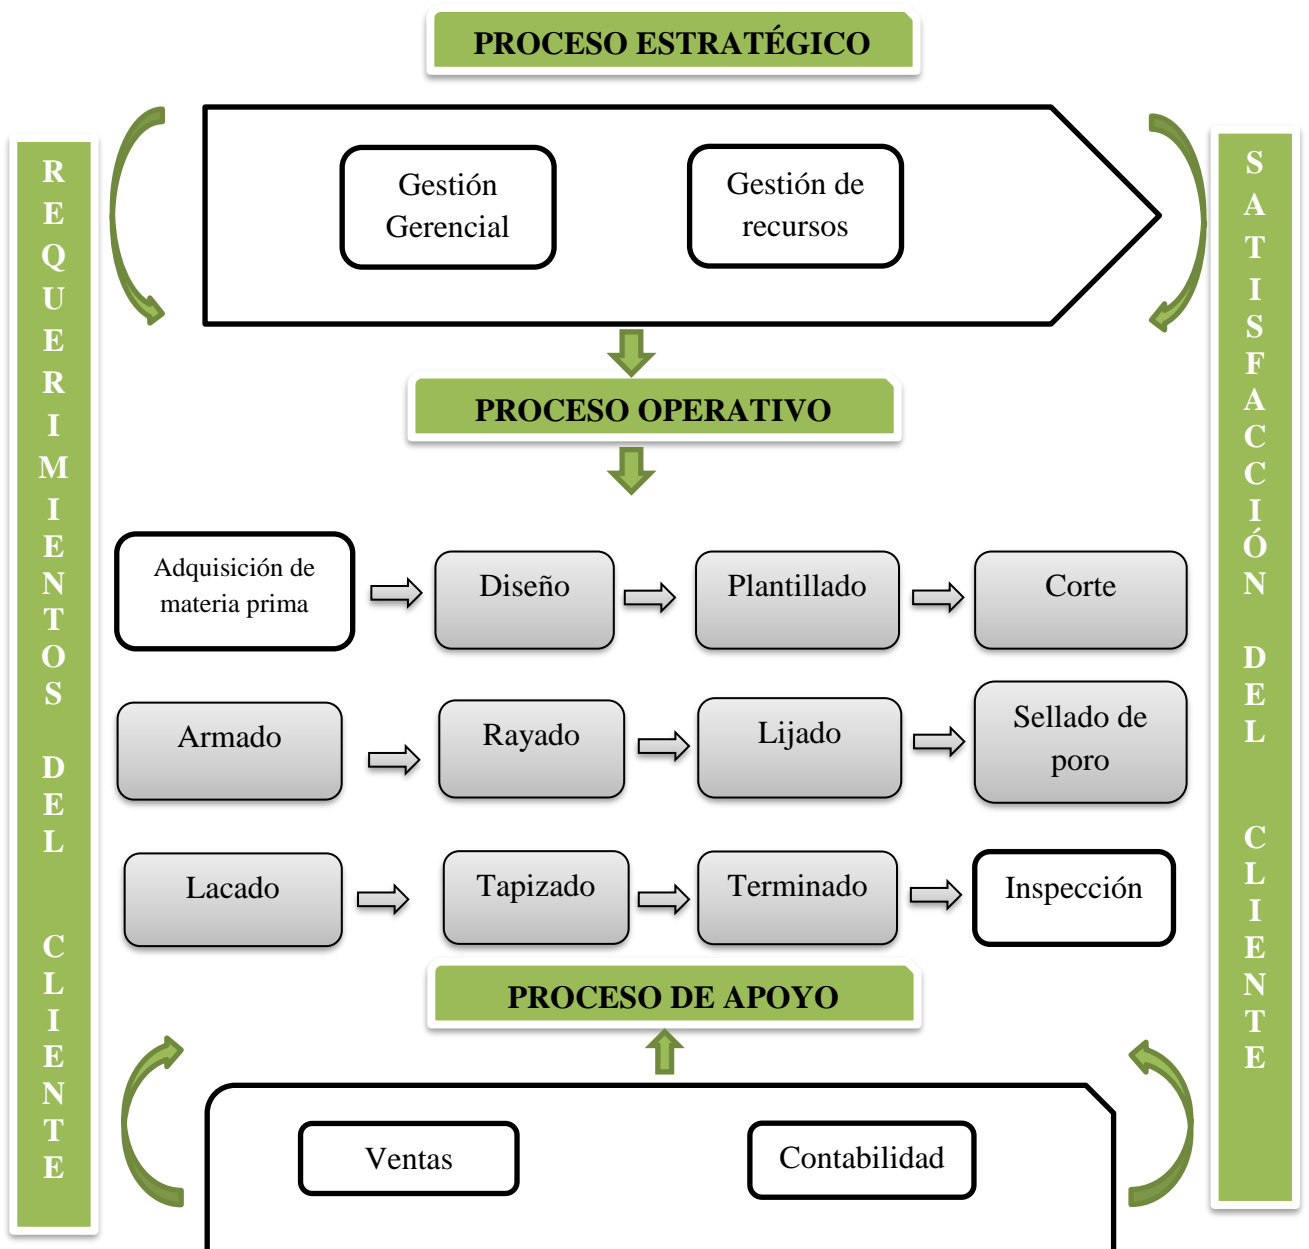 PROCESO ESTRATÉGICO
REQUERIMIENTOS DEL CLIENTE
Gestión
Gerencial
Gestión de
recursos
SATISFACCIÓN DEL CLIENTE
PROCESO OPERATIVO
Adquisición de
materia prima
Diseño
Plantillado
Corte
Armado
Rayado
Lijado
Sellado de
poro
Lacado
Tapizado
Terminado
Inspección
PROCESO DE APOYO
Ventas
Contabilidad